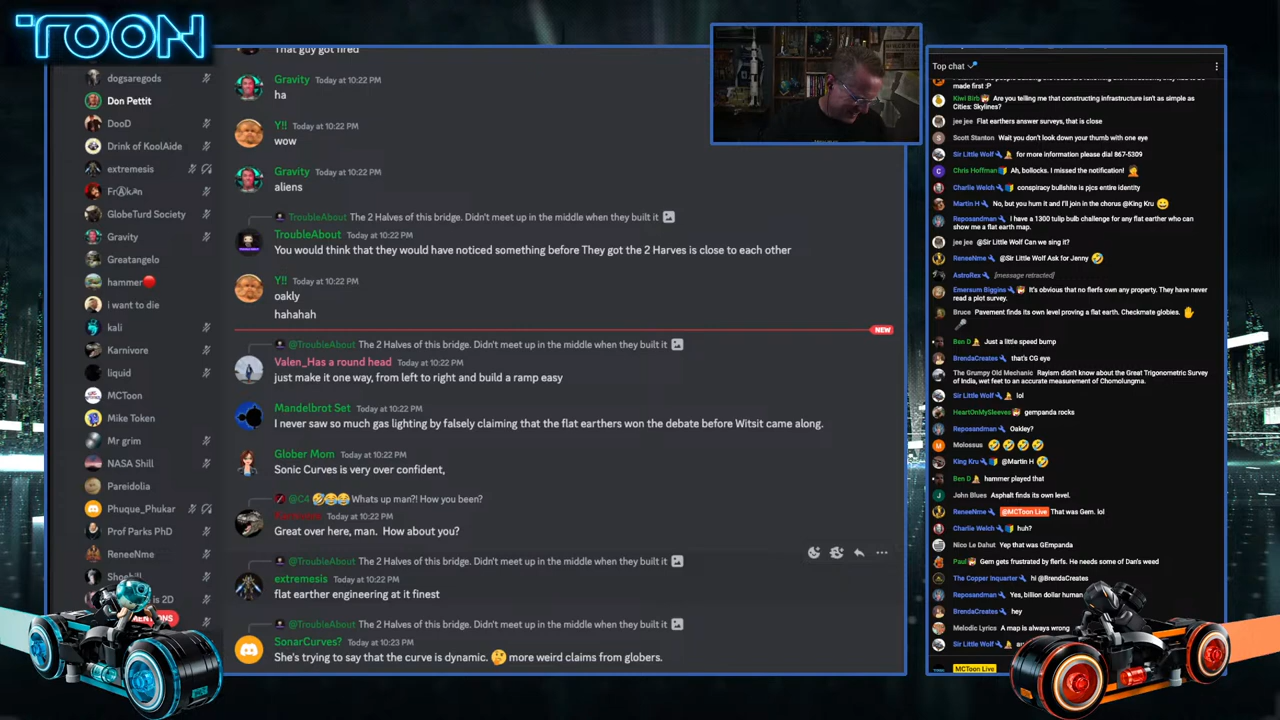 TOON
dogsaregods
Don Pettit
DooD
Drink of KoolAide
extremesis
GlobeTurd Society
Gravity
Greatangelo
hammer
i want to die
kali
Karnivore
liquid
MCToon
Mike Token
Mr grim
NASA Shill
Pareidolia
Phuque_Phukar
Prof Parks PhD
ReneeNme
is 2D
That guy got fired
Gravity Today at 10:22 PM
ha
Y!! Today at 10:22 PM
wow
Gravity Today at 10:22 PM
aliens
TroubleAbout The 2 Halves of this bridge. Didn't meet up in the middle when they built it
TroubleAbout Today at 10:22 PM
You would think that they would have noticed something before They got the 2 Harves is close to each other
Y!! Today at 10:22 PM
oakly
hahahah
NEW
@TroubleAbout The 2 Halves of this bridge. Didn't meet up in the middle when they built it
Valen_Has a round head Today at 10:22 PM
just make it one way, from left to right and build a ramp easy
Mandelbrot Set Today at 10:22 PM
I never saw so much gas lighting by falsely claiming that the flat earthers won the debate before Witsit came along.
Glober Mom Today at 10:22 PM
Sonic Curves is very over confident,
@C4 🤣😂😂 Whats up man?! How you been?
Today at 10:22 PM
Great over here, man. How about you?
@TroubleAbout The 2 Halves of this bridge. Didn't meet up in the middle when they built it
extremesis Today at 10:22 PM
flat earther engineering at it finest
@TroubleAbout The 2 Halves of this bridge. Didn't meet up in the middle when they built it
SonarCurves? Today at 10:23 PM
She's trying to say that the curve is dynamic. 🤔 more weird claims from globers.
Top chat
made first :P
Kiwi Birb Are you telling me that constructing infrastructure isn't as simple as
Cities: Skylines?
jee jee Flat earthers answer surveys, that is close
Scott Stanton Wait you don't look down your thumb with one eye
Sir Little Wolf for more information please dial 867-5309
Chris Hoffman Ah, bollocks. I missed the notification!
Charlie Welch conspiracy bullshite is pjcs entire identity
Martin H No, but you hum it and I'll join in the chorus @King Kru 😄
Reposandman I have a 1300 tulip bulb challenge for any flat earther who can
show me a flat earth map.
jee jee @Sir Little Wolf Can we sing it?
ReneeNme @Sir Little Wolf Ask for Jenny 🤣
AstroRex [message retracted]
Emersum Biggins It's obvious that no flerfs own any property. They have never
read a plot survey.
Bruce Pavement finds its own level proving a flat earth. Checkmate globies. ✋
🎤
Ben D Just a little speed bump
BrendaCreates that's CG eye
The Grumpy Old Mechanic Rayism didn't know about the Great Trigonometric Survey
of India, wet feet to an accurate measurement of Chomolungma.
Sir Little Wolf lol
HeartOnMySleeves gempanda rocks
Reposandman Oakley?
Molossus 🤣🤣🤣🤣
King Kru @Martin H 🤣
Ben D hammer played that
John Blues Asphalt finds its own level.
ReneeNme @MCToon Live That was Gem. lol
Charlie Welch huh?
Nico Le Dahut Yep that was GEmpanda
Paul Gem gets frustrated by flerfs. He needs some of Dan's weed
The Copper Inquarter hi @BrendaCreates
Reposandman Yes, billion dollar human
BrendaCreates hey
Melodic Lyrics A map is always wrong
Sir Little Wolf
MCToon Live